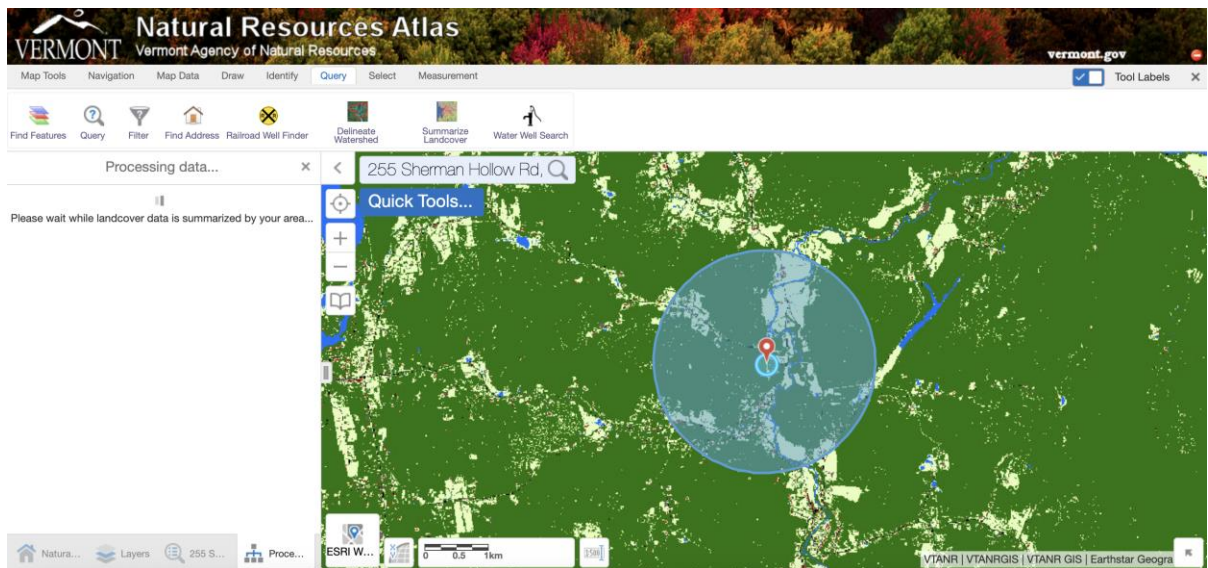 Natural Resources Atlas
VERMONT Vermont Agency of Natural Resources
vermont.gov
Map Tools Navigation Map Data Draw Identify Query Select Measurement Tool Labels
Find Features Query Filter Find Address Railroad Well Finder Delineate Watershed Summarize Landcover Water Well Search
Processing data...
255 Sherman Hollow Rd,
Quick Tools...
Please wait while landcover data is summarized by your area...
Natura... Layers 255 S... Proce...
ESRI W...
0 0.5 1km
VTANR | VTANRGIS | VTANR GIS | Earthstar Geogra